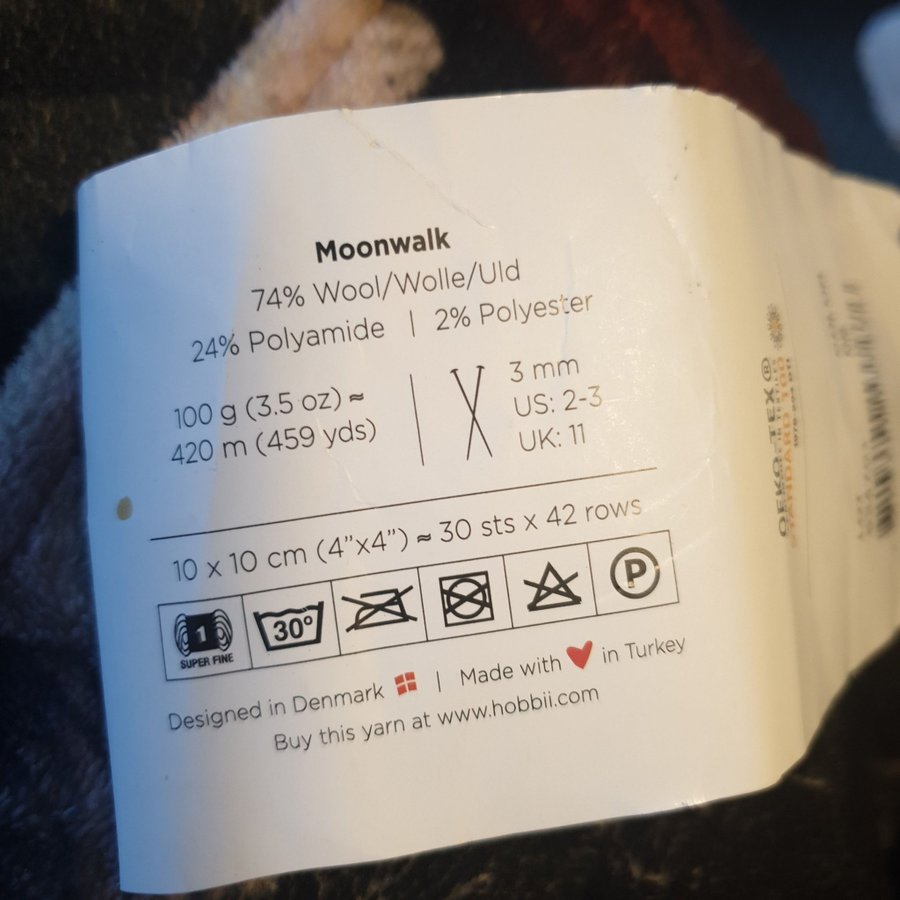 Moonwalk
74% Wool/Wolle/Uld
24% Polyamide | 2% Polyester
100 g (3.5 oz) ≈
420 m (459 yds)
3 mm
US: 2-3
UK: 11
10 x 10 cm (4”x4”) ≈ 30 sts x 42 rows
1
SUPER FINE
30°
P
Designed in Denmark | Made with ❤ in Turkey
Buy this yarn at www.hobbii.com
OEKO-TEX®
STANDARD 100